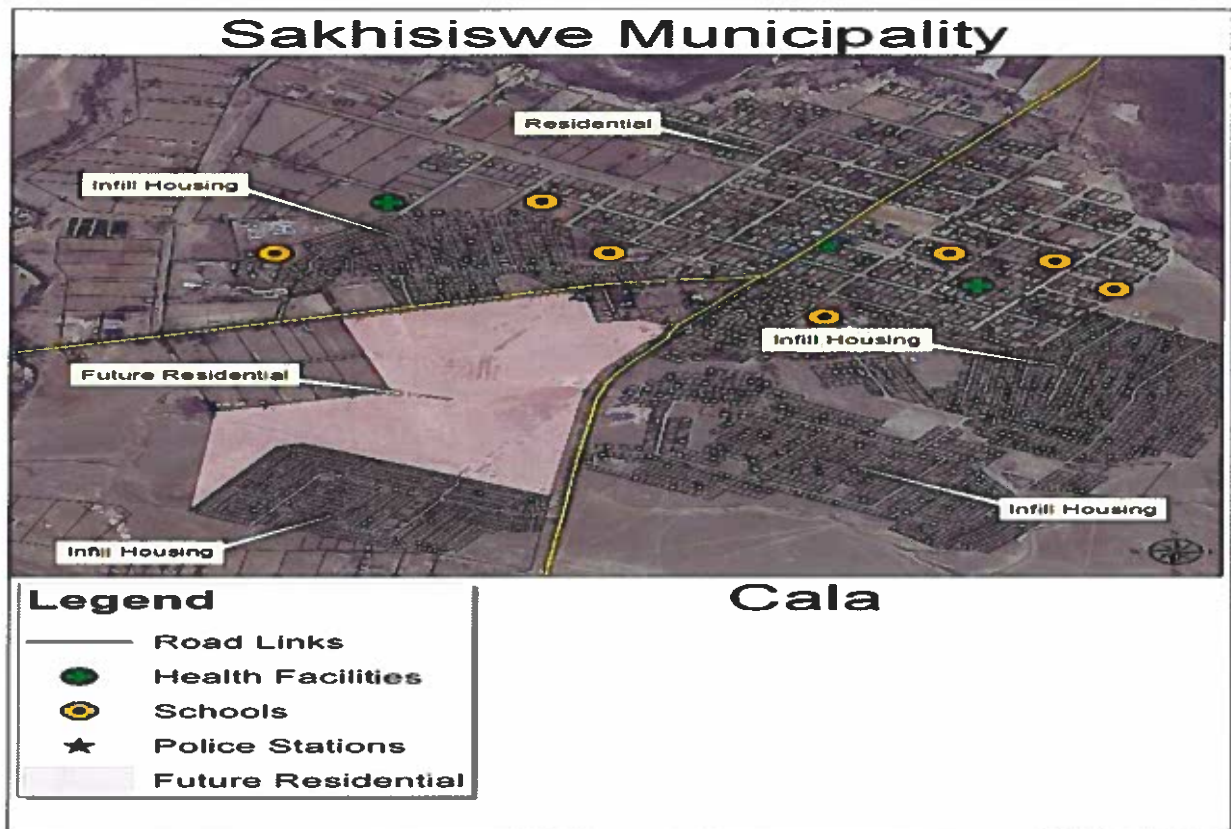 Sakhisiswe Municipality
Residential
Infill Housing
Infill Housing
Future Residential
Infill Housing
Infill Housing
Cala
Legend
Road Links
Health Facilities
Schools
Police Stations
Future Residential